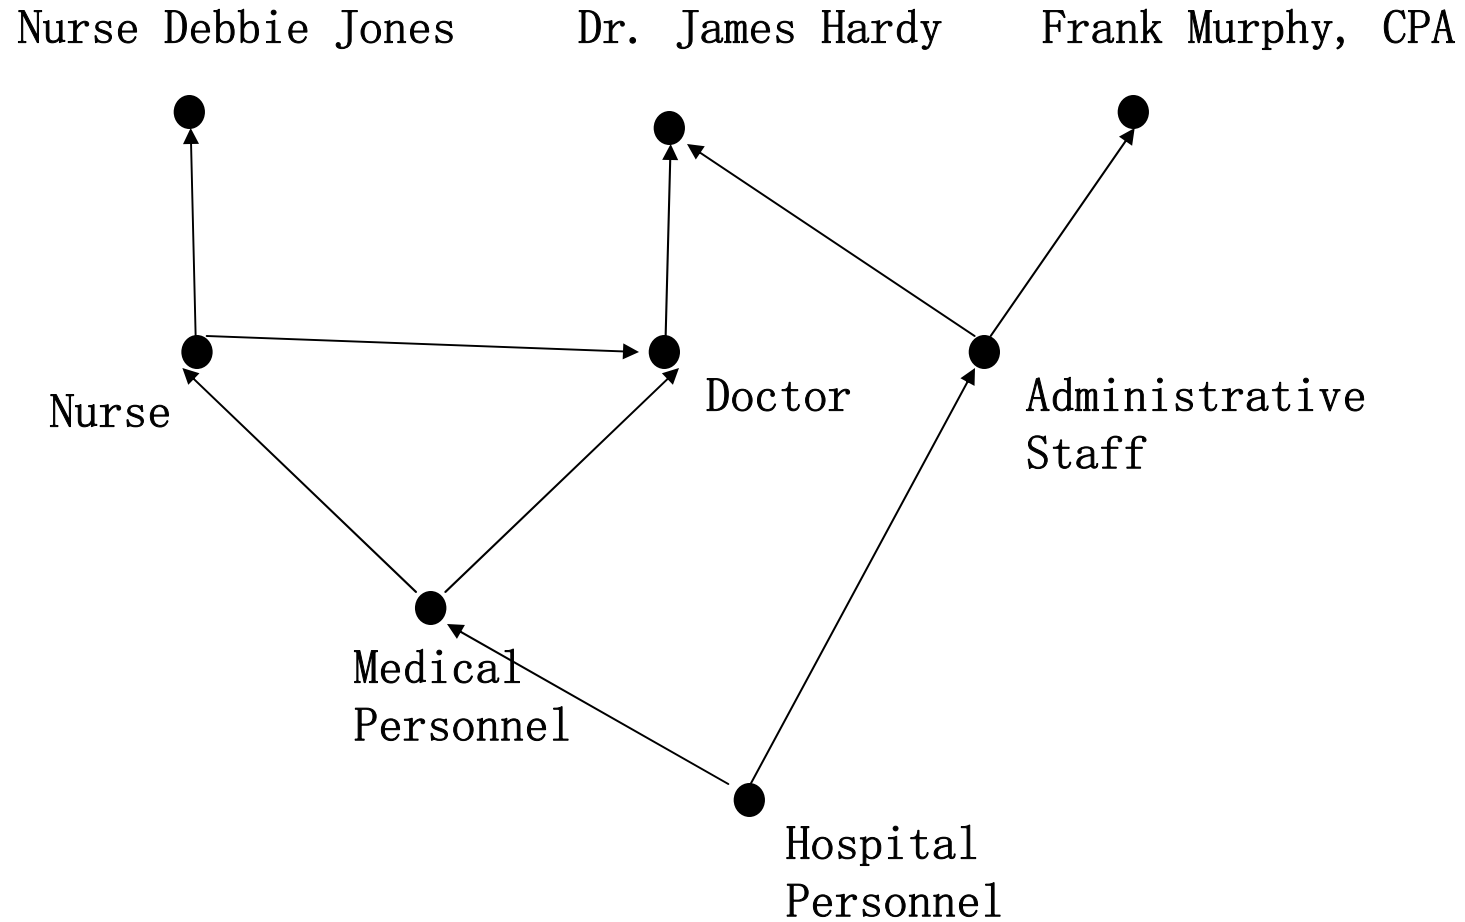 Nurse Debbie Jones
Dr. James Hardy
Frank Murphy, CPA
Nurse
Doctor
Administrative
Staff
Medical
Personnel
Hospital
Personnel